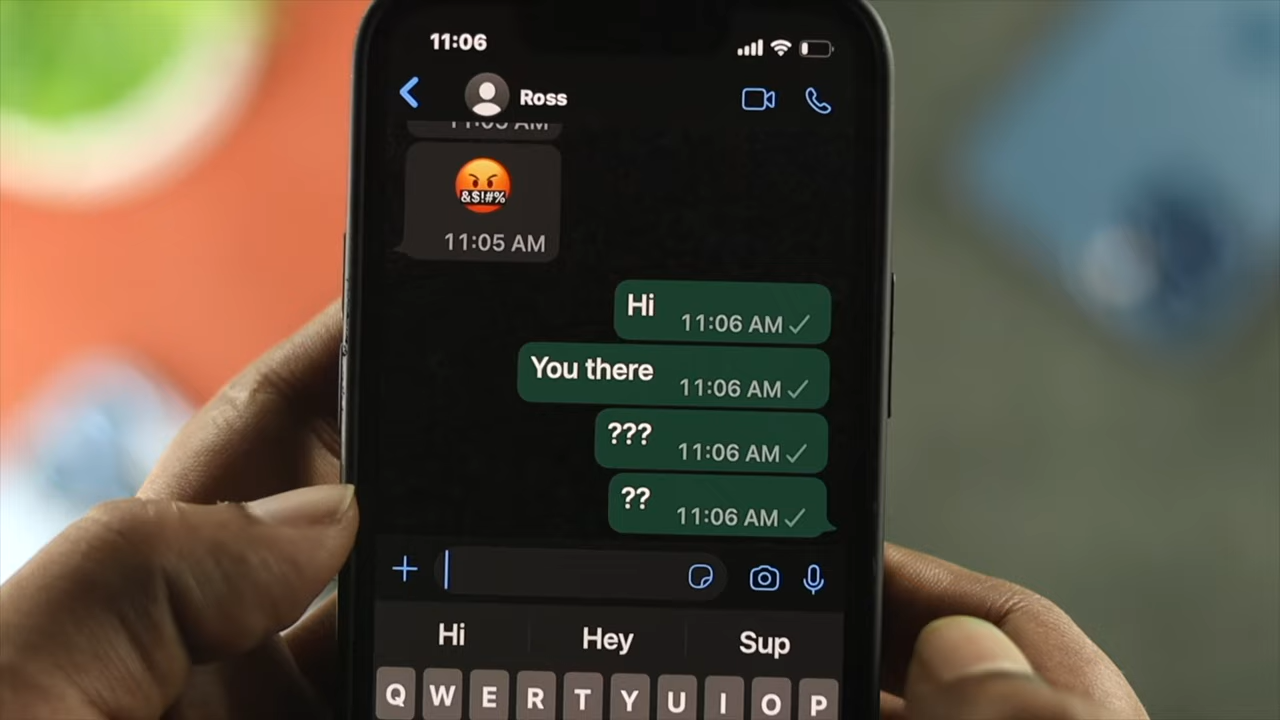 11:06
Ross
11:05 AM
&$!#%
11:05 AM
Hi
11:06 AM
You there
11:06 AM
???
11:06 AM
??
11:06 AM
Hi Hey Sup
Q W E R T Y U I O P